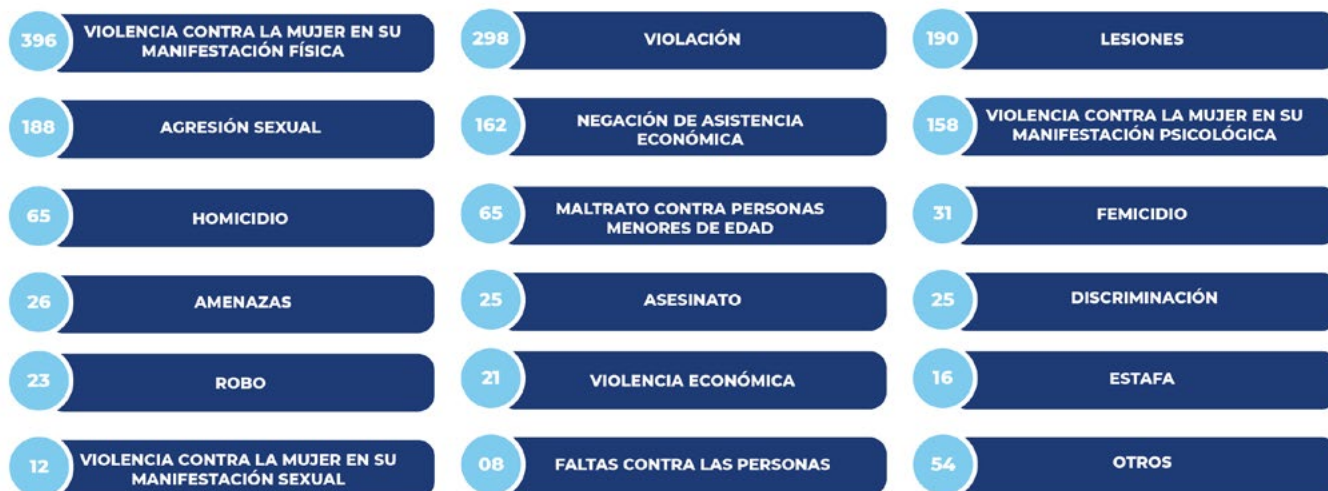 396 VIOLENCIA CONTRA LA MUJER EN SU
MANIFESTACIÓN FÍSICA
298 VIOLACIÓN
190 LESIONES
188 AGRESIÓN SEXUAL
162 NEGACIÓN DE ASISTENCIA
ECONÓMICA
158 VIOLENCIA CONTRA LA MUJER EN SU
MANIFESTACIÓN PSICOLÓGICA
65 HOMICIDIO
65 MALTRATO CONTRA PERSONAS
MENORES DE EDAD
31 FEMICIDIO
26 AMENAZAS
25 ASESINATO
25 DISCRIMINACIÓN
23 ROBO
21 VIOLENCIA ECONÓMICA
16 ESTAFA
12 VIOLENCIA CONTRA LA MUJER EN SU
MANIFESTACIÓN SEXUAL
08 FALTAS CONTRA LAS PERSONAS
54 OTROS